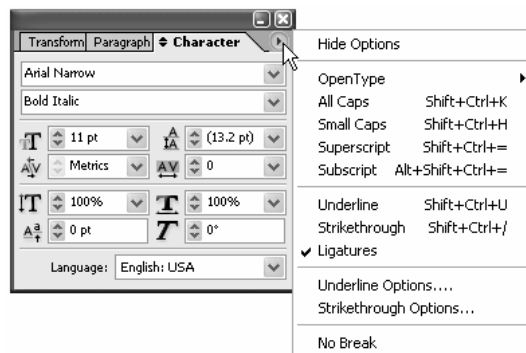 Transform Paragraph Character
Arial Narrow
Bold Italic
11 pt (13.2 pt)
Metrics 0
100% 100%
0 pt 0°
Language: English: USA
Hide Options
OpenType
All Caps Shift+Ctrl+K
Small Caps Shift+Ctrl+H
Superscript Shift+Ctrl+=
Subscript Alt+Shift+Ctrl+=
Underline Shift+Ctrl+U
Strikethrough Shift+Ctrl+/
Ligatures
Underline Options....
Strikethrough Options...
No Break